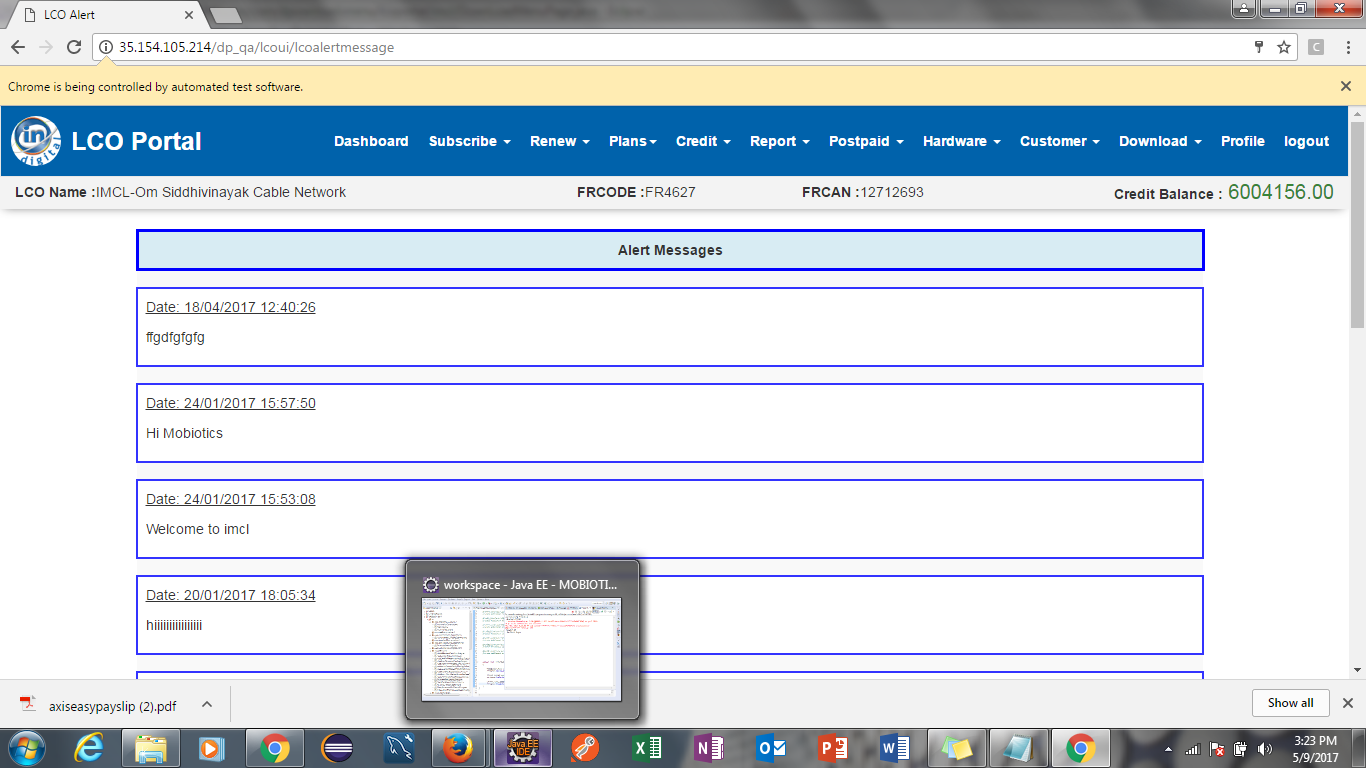 LCO Alert
35.154.105.214/dp_qa/lcoui/lcoalertmessage
C
Chrome is being controlled by automated test software.
in
digital
LCO Portal
Dashboard Subscribe Renew Plans Credit Report Postpaid Hardware Customer Download Profile logout
LCO Name :IMCL-Om Siddhivinayak Cable Network FRCODE :FR4627 FRCAN :12712693 Credit Balance : 6004156.00
Alert Messages
Date: 18/04/2017 12:40:26
ffgdfgfgfg
Date: 24/01/2017 15:57:50
Hi Mobiotics
Date: 24/01/2017 15:53:08
Welcome to imcl
workspace - Java EE - MOBIOTI...
Date: 20/01/2017 18:05:34
axiseasypayslip (2).pdf
Show all
Java EE
IDE
3:23 PM
5/9/2017